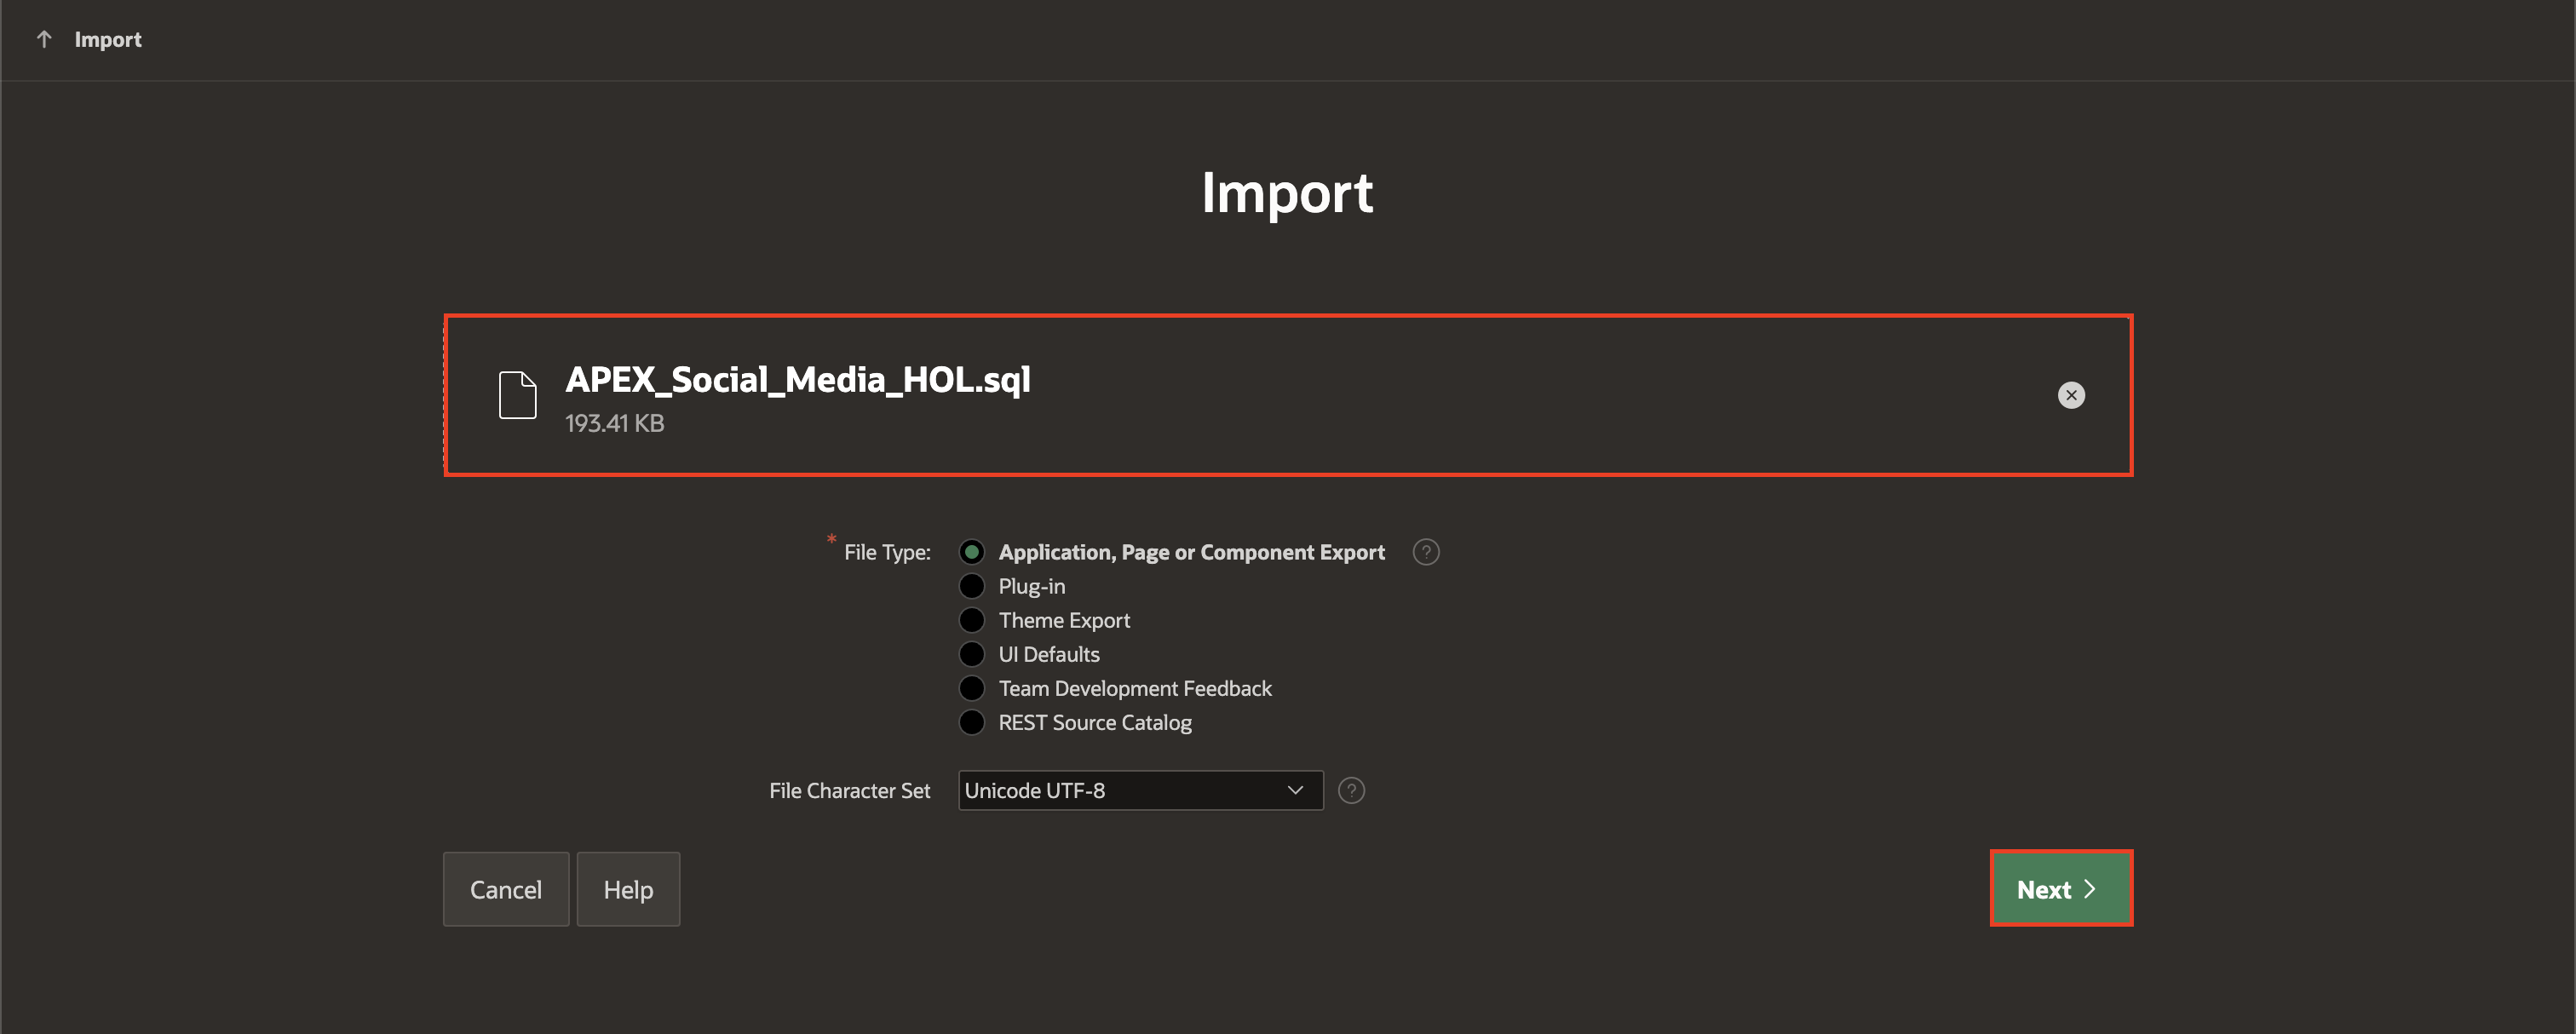 Import
Import
APEX_Social_Media_HOL.sql
193.41 KB
* File Type:
Application, Page or Component Export ?
Plug-in
Theme Export
UI Defaults
Team Development Feedback
REST Source Catalog
File Character Set Unicode UTF-8 ?
Cancel Help Next